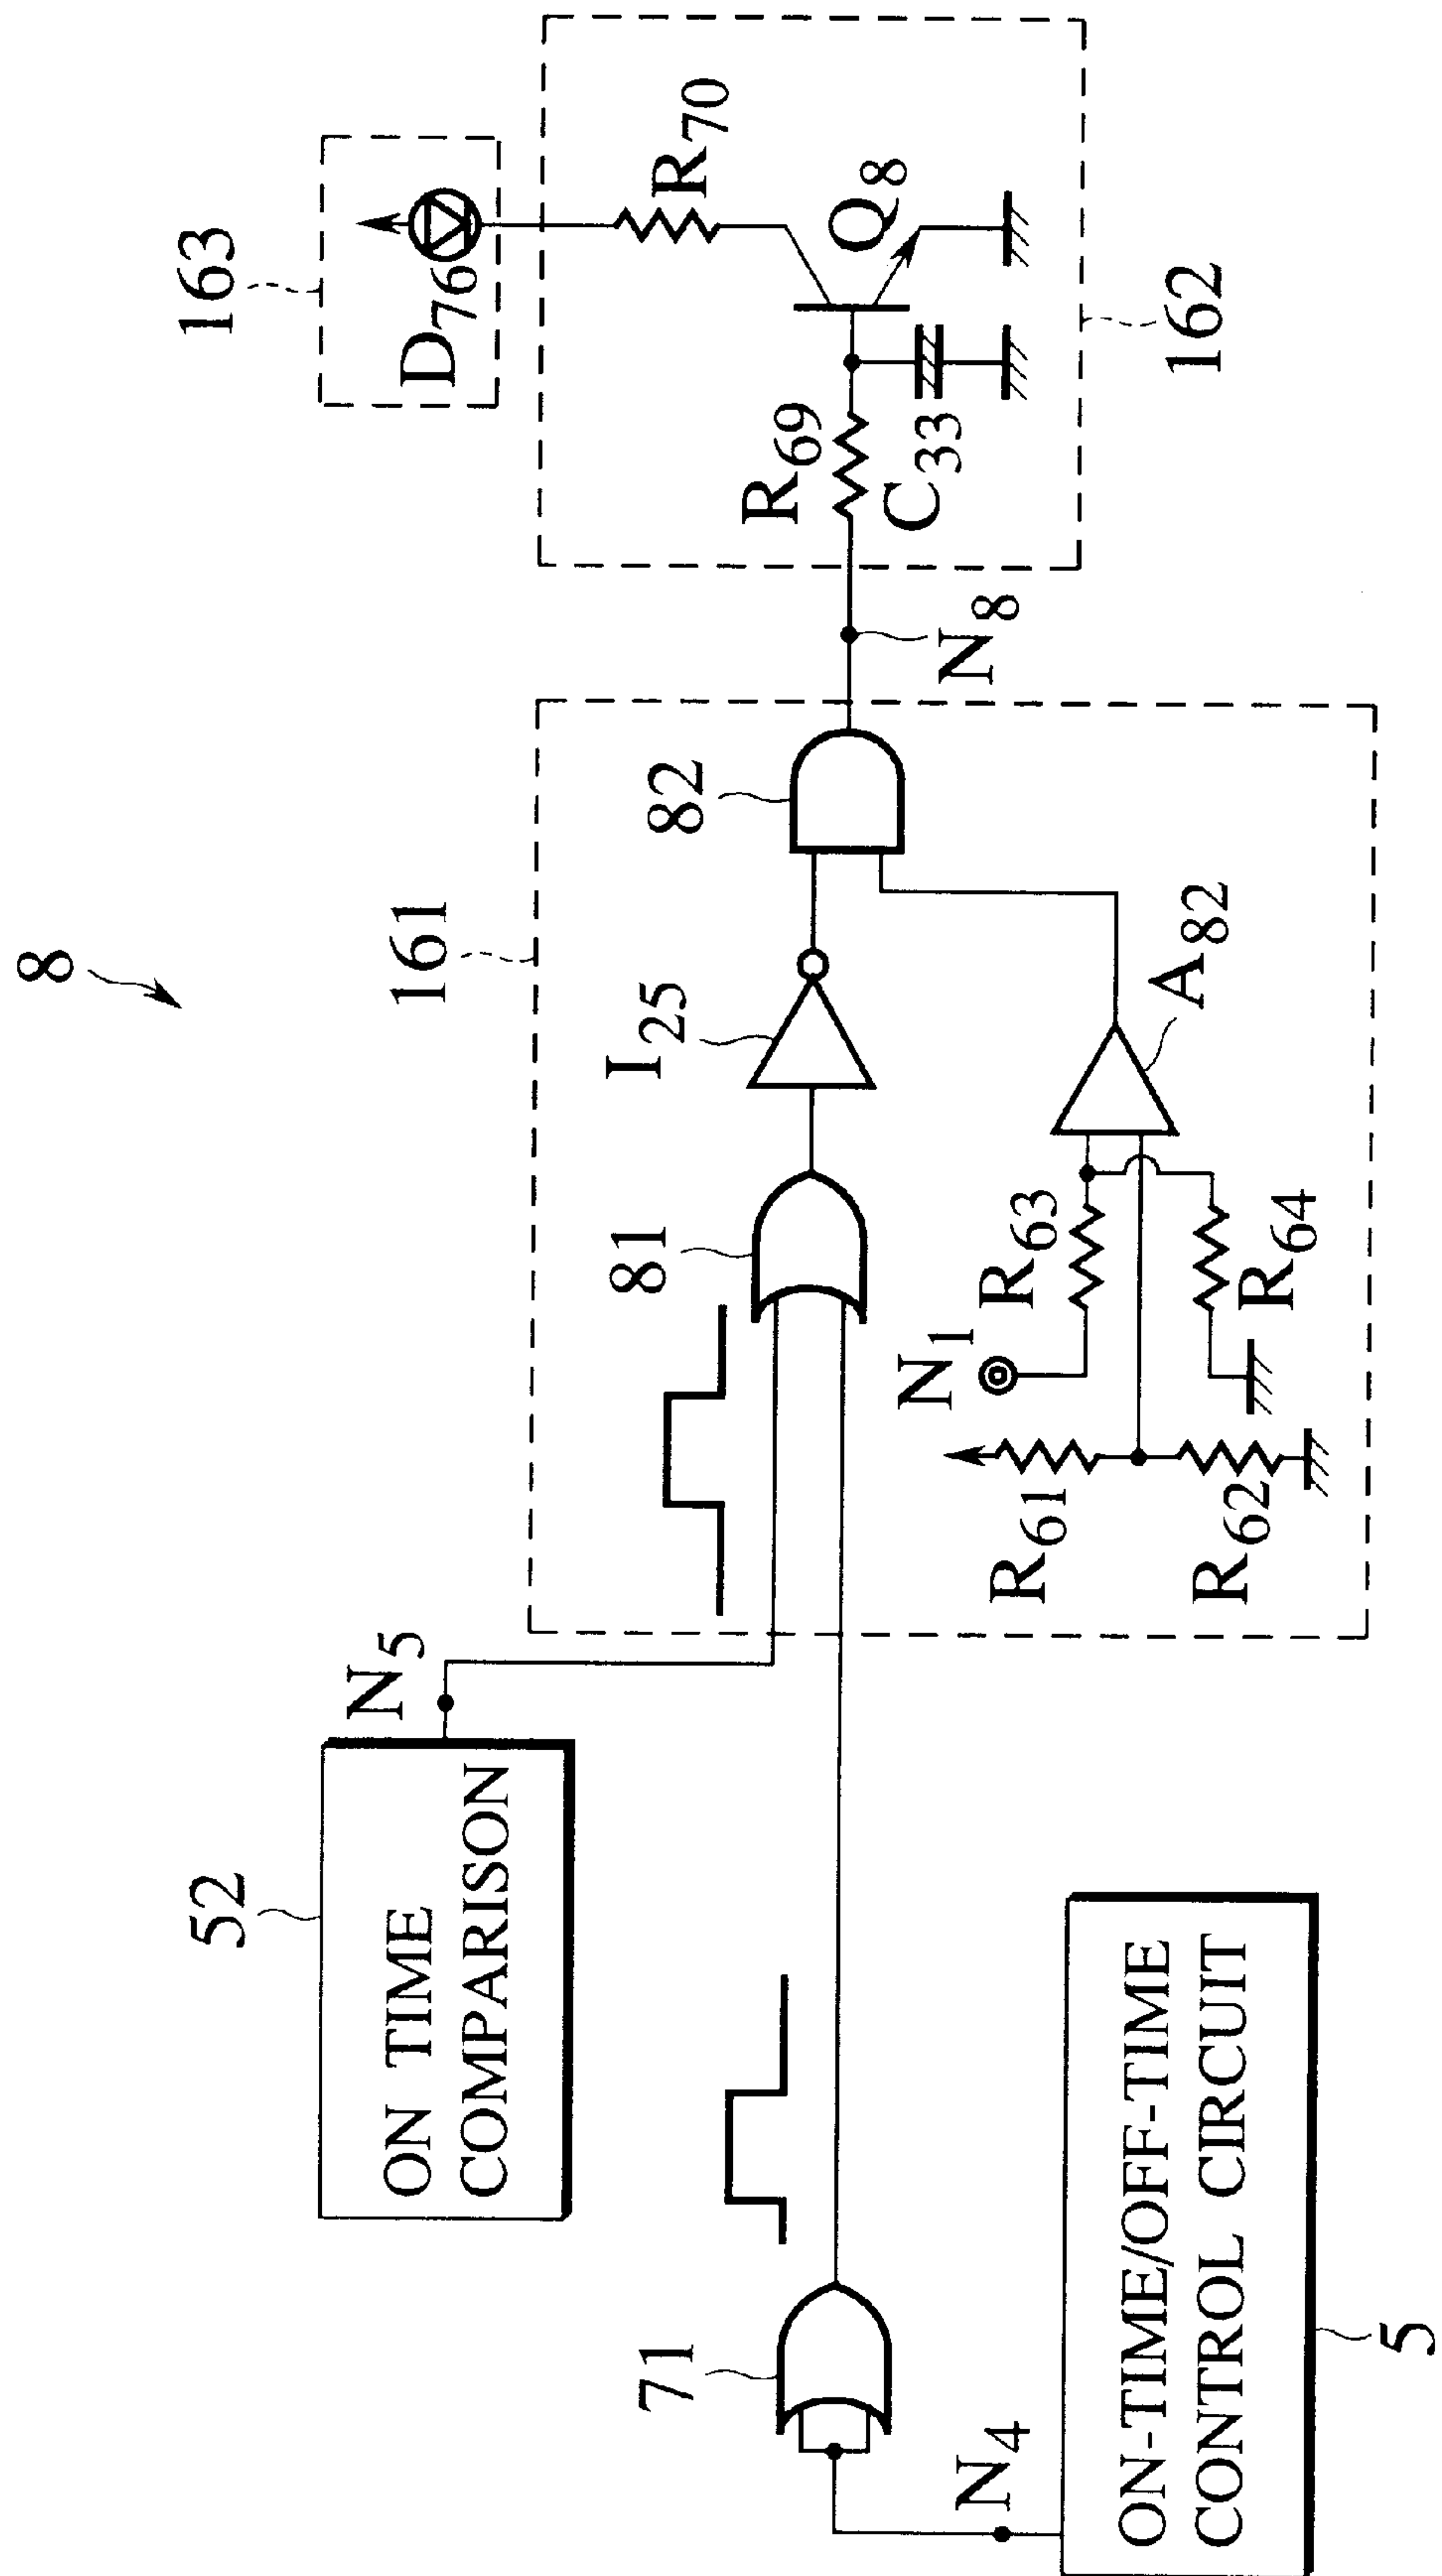 8
163
D76
R70
Q8
R69
C33
162
N8
161
82
I25
81
A82
R63
N1
R64
R61
R62
N5
52
ON TIME
COMPARISON
71
N4
ON-TIME/OFF-TIME
CONTROL CIRCUIT
5